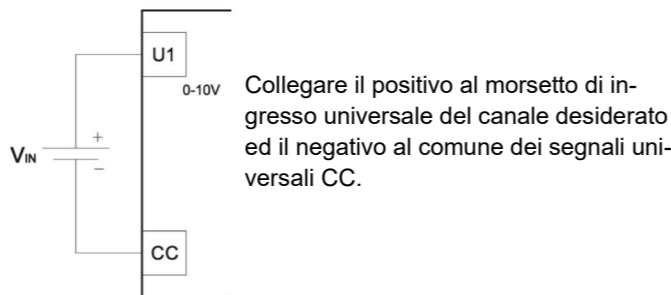 U1
0-10V
Collegare il positivo al morsetto di in-
gresso universale del canale desiderato
ed il negativo al comune dei segnali uni-
versali CC.
+
VIN
−
CC